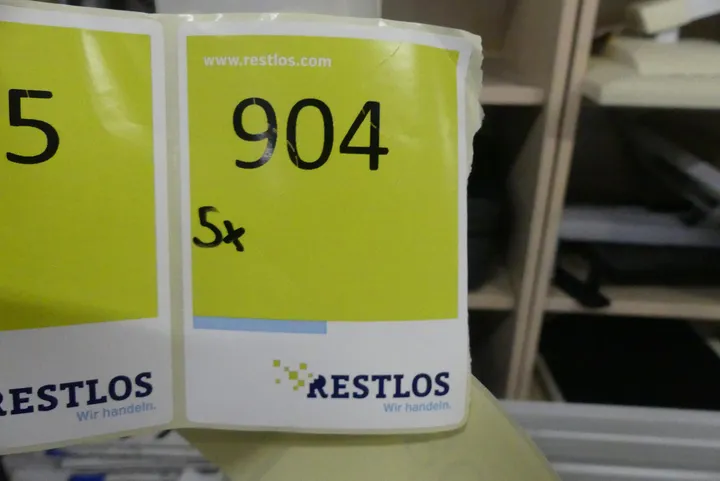 5
RESTLOS
Wir handeln.
www.restlos.com
904
5x
RESTLOS
Wir handeln.